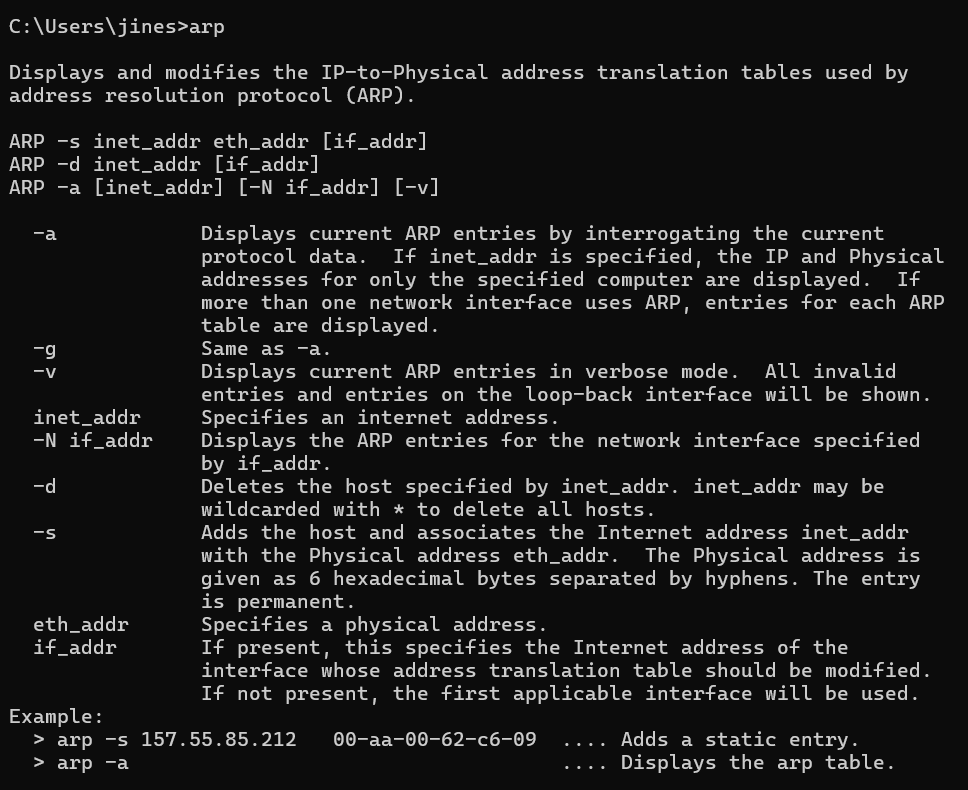 C:\Users\jines>arp

Displays and modifies the IP-to-Physical address translation tables used by
address resolution protocol (ARP).

ARP -s inet_addr eth_addr [if_addr]
ARP -d inet_addr [if_addr]
ARP -a [inet_addr] [-N if_addr] [-v]

  -a            Displays current ARP entries by interrogating the current
                protocol data.  If inet_addr is specified, the IP and Physical
                addresses for only the specified computer are displayed.  If
                more than one network interface uses ARP, entries for each ARP
                table are displayed.
  -g            Same as -a.
  -v            Displays current ARP entries in verbose mode.  All invalid
                entries and entries on the loop-back interface will be shown.
  inet_addr     Specifies an internet address.
  -N if_addr    Displays the ARP entries for the network interface specified
                by if_addr.
  -d            Deletes the host specified by inet_addr. inet_addr may be
                wildcarded with * to delete all hosts.
  -s            Adds the host and associates the Internet address inet_addr
                with the Physical address eth_addr.  The Physical address is
                given as 6 hexadecimal bytes separated by hyphens. The entry
                is permanent.
  eth_addr      Specifies a physical address.
  if_addr       If present, this specifies the Internet address of the
                interface whose address translation table should be modified.
                If not present, the first applicable interface will be used.
Example:
  > arp -s 157.55.85.212   00-aa-00-62-c6-09  .... Adds a static entry.
  > arp -a                                    .... Displays the arp table.